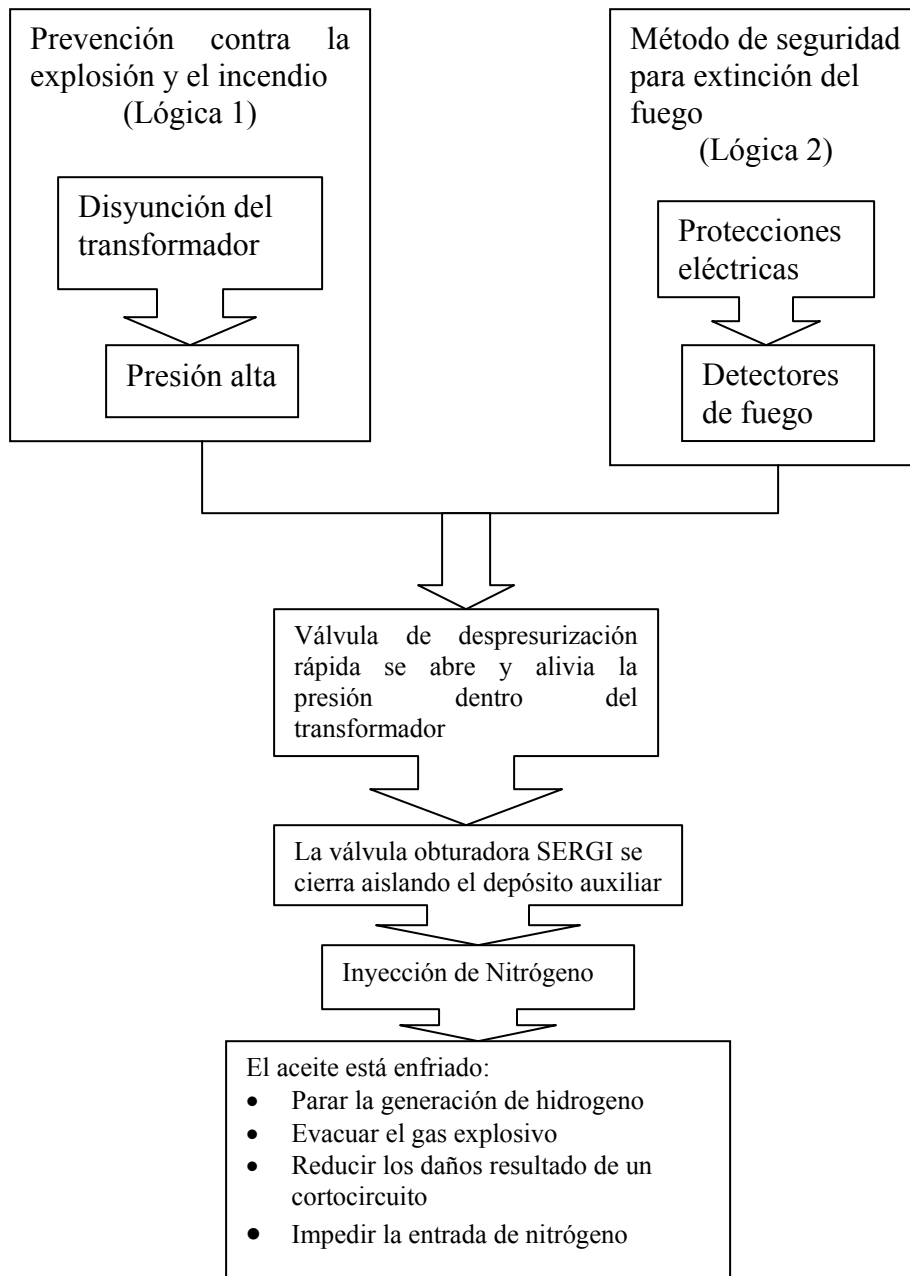 Prevención contra la
explosión y el incendio
(Lógica 1)
Disyunción del
transformador
Presión alta
Método de seguridad
para extinción del
fuego
(Lógica 2)
Protecciones
eléctricas
Detectores
de fuego
Válvula de despresurización
rápida se abre y alivia la
presión dentro del
transformador
La válvula obturadora SERGI se
cierra aislando el depósito auxiliar
Inyección de Nitrógeno
El aceite está enfriado:
• Parar la generación de hidrogeno
• Evacuar el gas explosivo
• Reducir los daños resultado de un
cortocircuito
• Impedir la entrada de nitrógeno